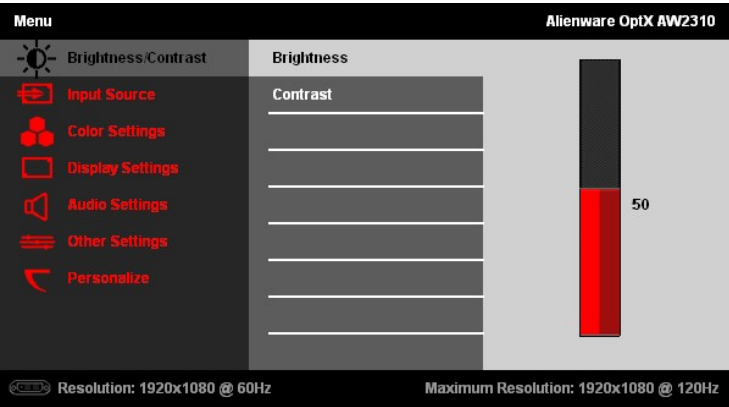 Menu
Alienware OptX AW2310
Brightness/Contrast
Brightness
Input Source
Contrast
Color Settings
Display Settings
Audio Settings
50
Other Settings
Personalize
Resolution: 1920x1080 @ 60Hz
Maximum Resolution: 1920x1080 @ 120Hz